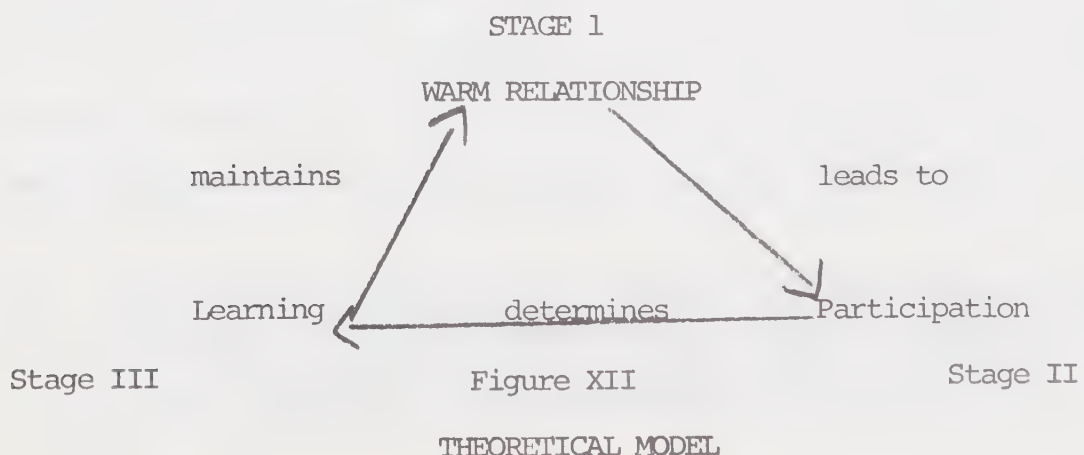 STAGE 1
WARM RELATIONSHIP
maintains leads to
Learning determines Participation
Stage III Figure XII Stage II
THEORETICAL MODEL